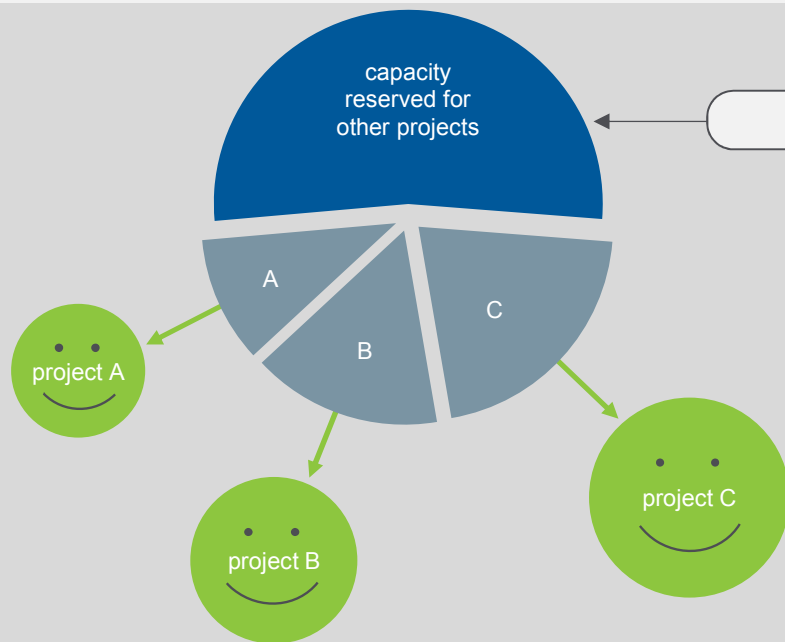 capacity
reserved for
other projects
A
B
C
project A
project B
project C